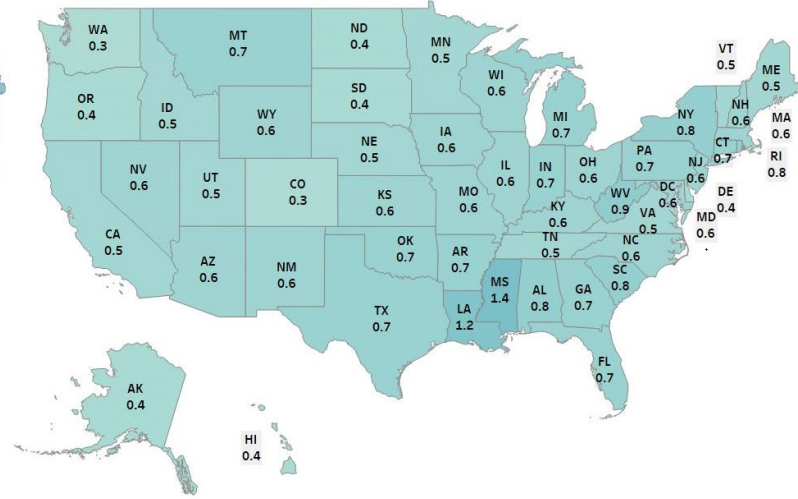 WA
0.3
MT
0.7
ND
0.4
MN
0.5
VT
0.5
ME
0.5
OR
0.4
ID
0.5
WY
0.6
SD
0.4
WI
0.6
MI
0.7
NY
0.8
NH
0.6
MA
0.6
NV
0.6
UT
0.5
CO
0.3
NE
0.5
IA
0.6
IL
0.6
IN
0.7
OH
0.6
PA
0.7
NJ
0.6
CT
0.7
RI
0.8
CA
0.5
AZ
0.6
NM
0.6
KS
0.6
MO
0.6
KY
0.6
WV
0.9
VA
0.5
DC
0.6
DE
0.4
MD
0.6
OK
0.7
AR
0.7
TN
0.5
NC
0.6
SC
0.8
TX
0.7
LA
1.2
MS
1.4
AL
0.8
GA
0.7
FL
0.7
AK
0.4
HI
0.4